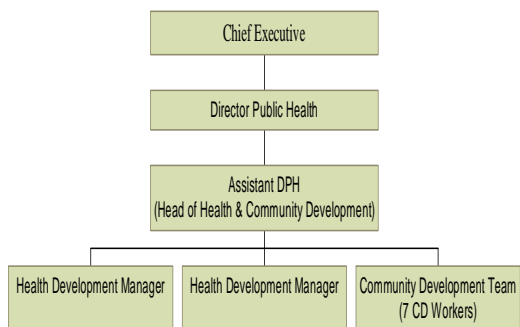 Chief Executive
Director Public Health
Assistant DPH
(Head of Health & Community Development)
Health Development Manager
Health Development Manager
Community Development Team
(7 CD Workers)